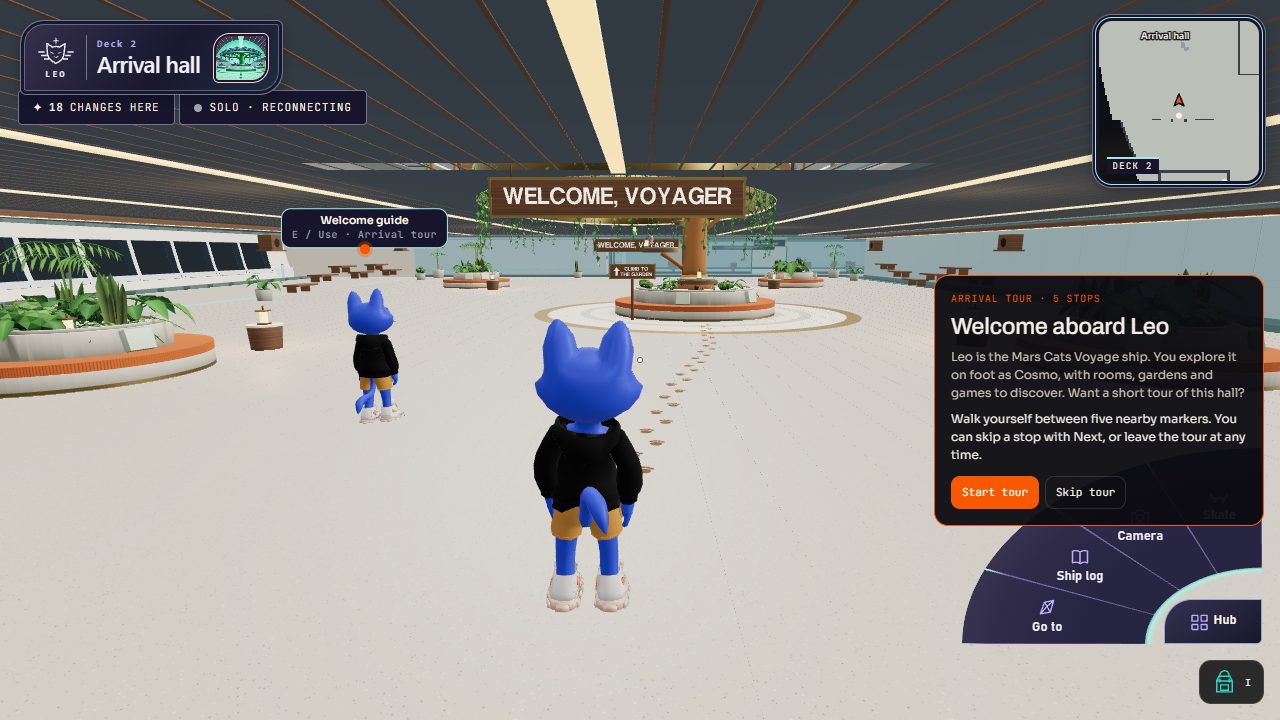 LEO
Deck 2
Arrival hall
18 CHANGES HERE
SOLO · RECONNECTING
Arrival hall
DECK 2
WELCOME, VOYAGER
Welcome guide
E / Use · Arrival tour
WELCOME, VOYAGER
CLIMB TO
THE GARDEN
ARRIVAL TOUR · 5 STOPS
Welcome aboard Leo
Leo is the Mars Cats Voyage ship. You explore it
on foot as Cosmo, with rooms, gardens and
games to discover. Want a short tour of this hall?
Walk yourself between five nearby markers. You
can skip a stop with Next, or leave the tour at any
time.
Start tour
Skip tour
Skate
Camera
Ship log
Go to
Hub
I